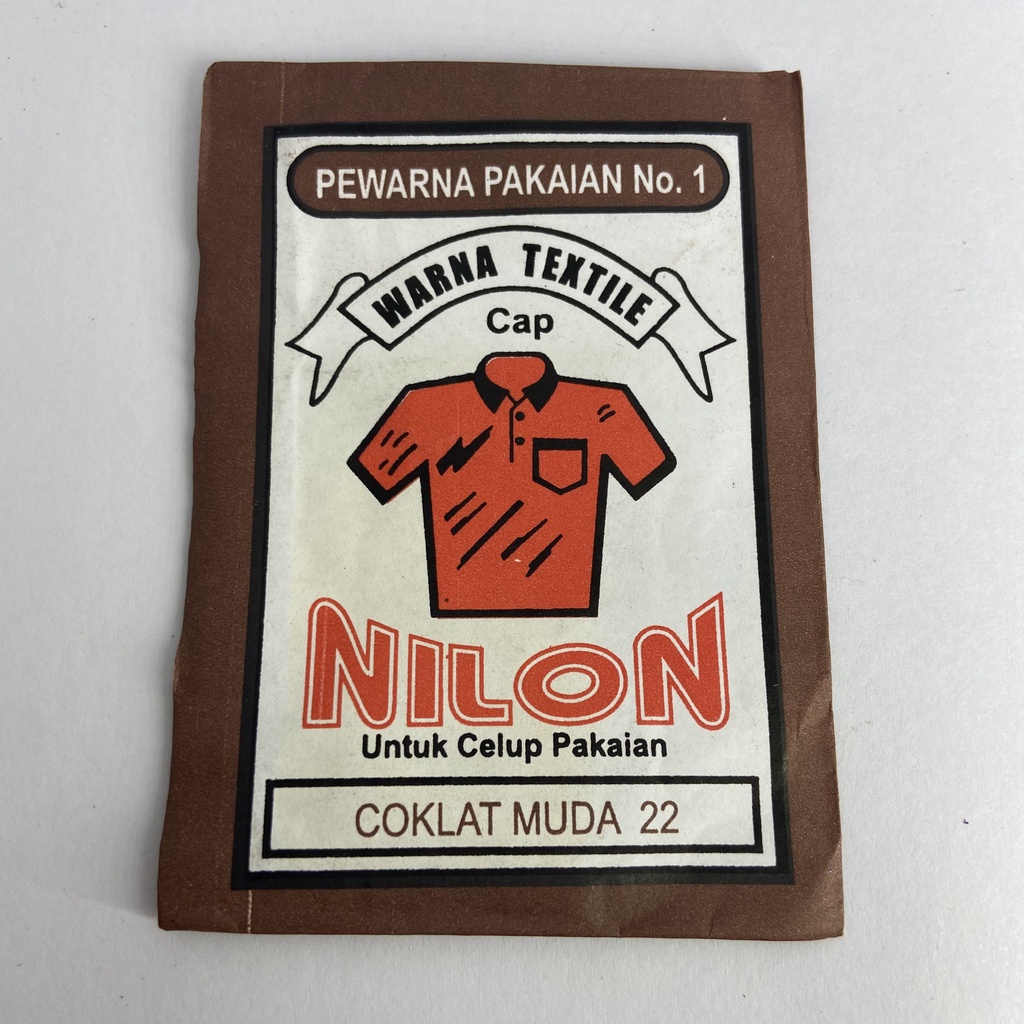 PEWARNA PAKAIAN No. 1
WARNA TEXTILE
Cap
NILON
Untuk Celup Pakaian
COKLAT MUDA 22